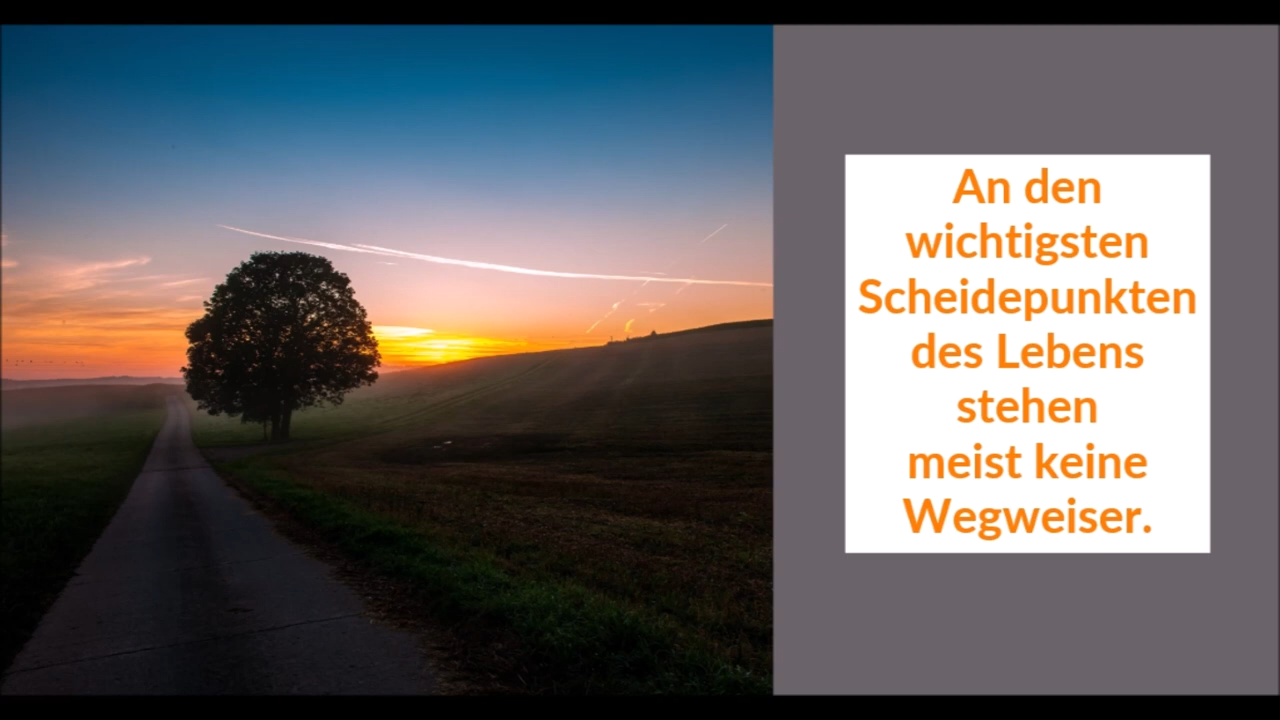 An den
wichtigsten
Scheidepunkten
des Lebens
stehen
meist keine
Wegweiser.